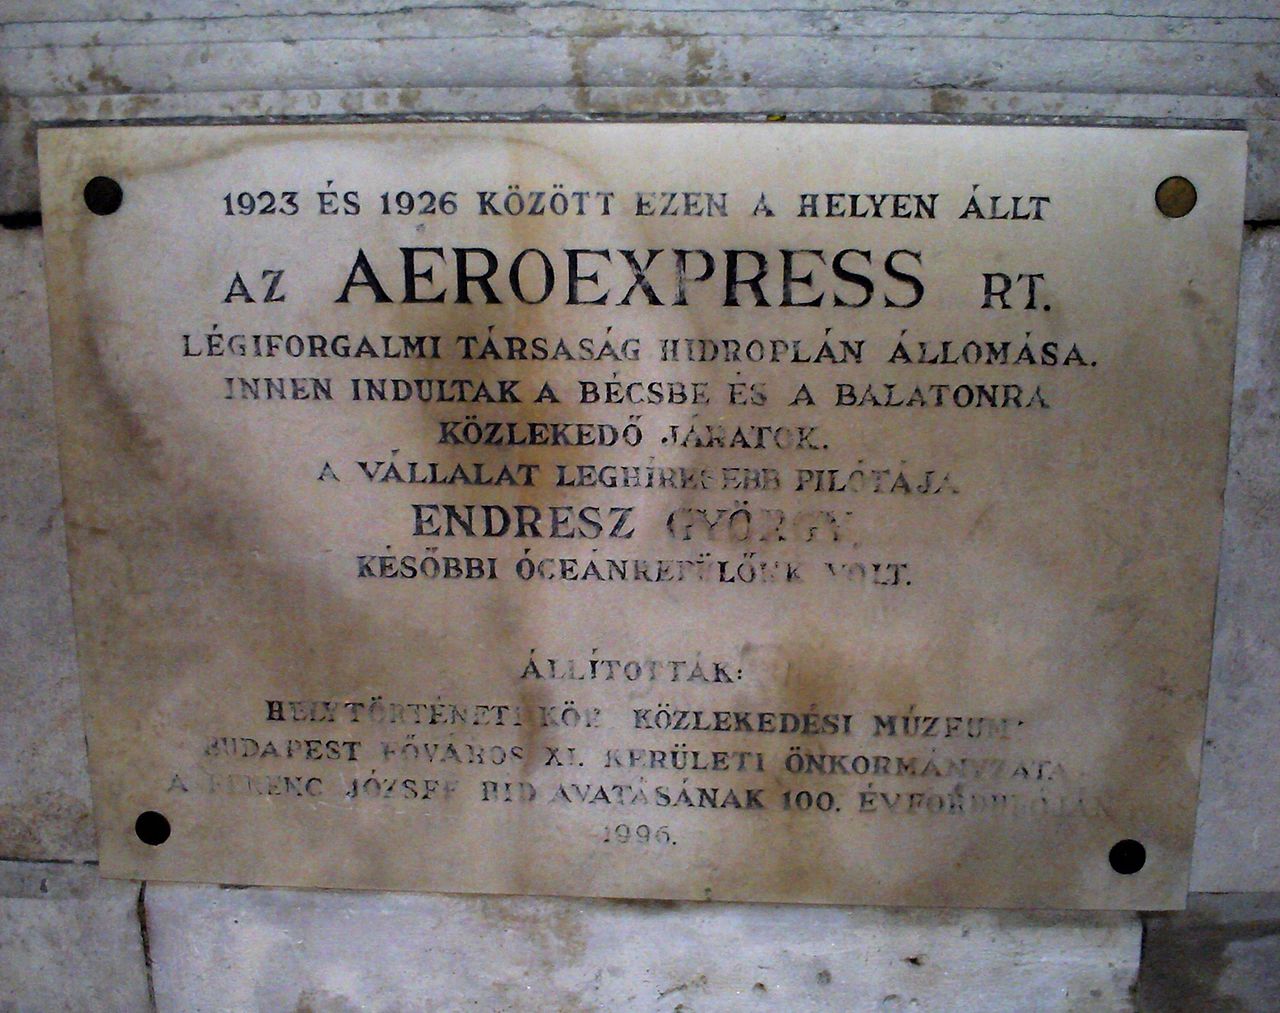 1923 ÉS 1926 KÖZÖTT EZEN A HELYEN ÁLLT
AZ AEROEXPRESS RT.
LÉGIFORGALMI TÁRSASÁG HIDROPLÁN ÁLLOMÁSA.
INNEN INDULTAK A BÉCSBE ÉS A BALATONRA
KÖZLEKEDŐ JÁRATOK.
A VÁLLALAT LEGHÍRESEBB PILÓTÁJA
ENDRESZ GYÖRGY
KÉSŐBBI ÓCEÁNREPÜLŐNK VOLT.
ÁLLÍTOTTÁK:
HELYTÖRTÉNETI KÖR KÖZLEKEDÉSI MÚZEUM
BUDAPEST FŐVÁROS XI. KERÜLETI ÖNKORMÁNYZATA
A FERENC JÓZSEF HÍD AVATÁSÁNAK 100. ÉVFORDULÓJÁN
1996.